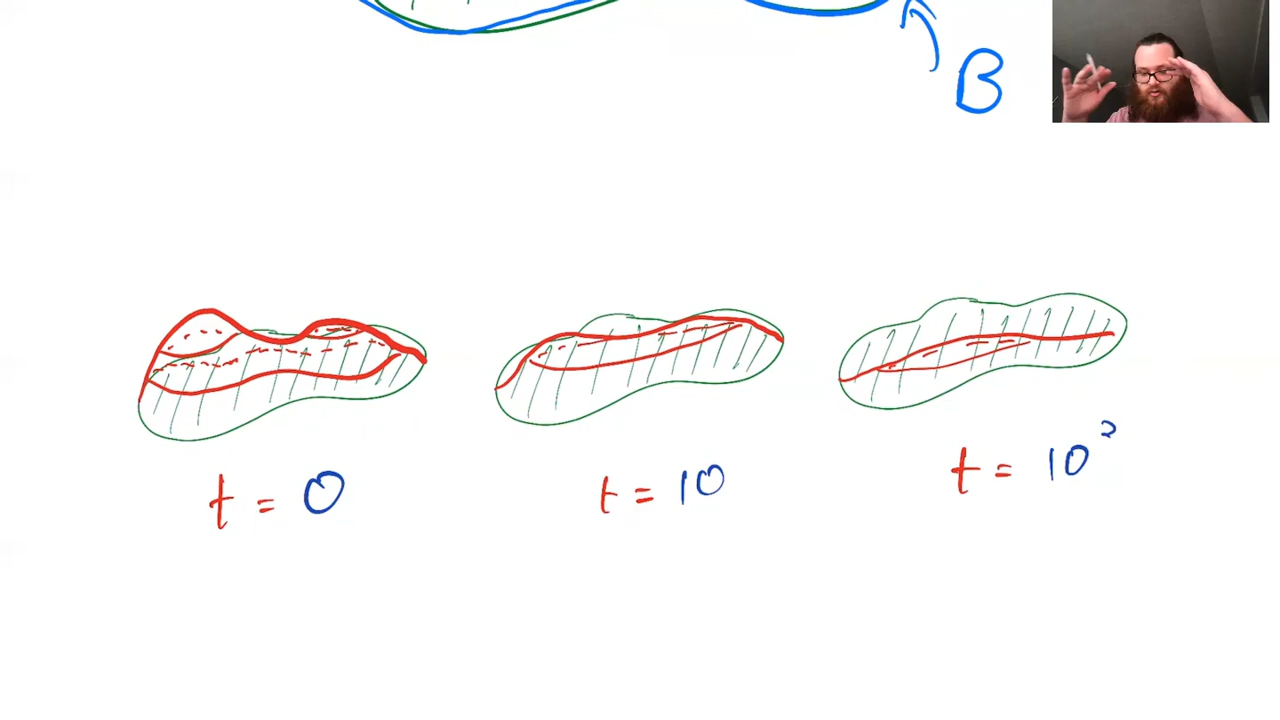 B
t = 0
t = 10
t = 10²